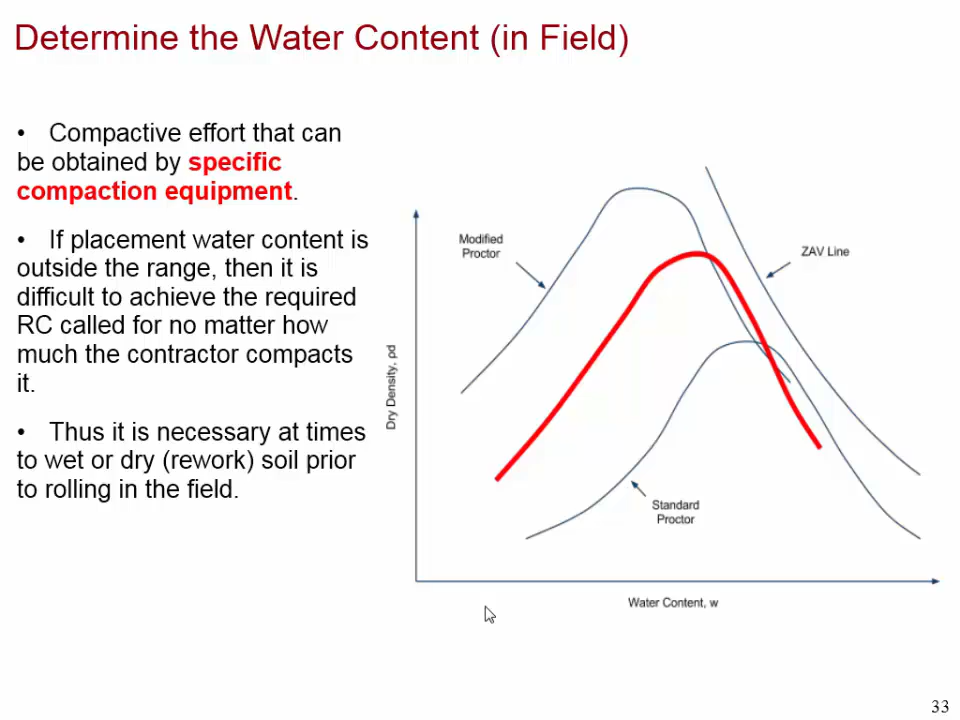 Determine the Water Content (in Field)
• Compactive effort that can
be obtained by specific
compaction equipment.
• If placement water content is
outside the range, then it is
difficult to achieve the required
RC called for no matter how
much the contractor compacts
it.
• Thus it is necessary at times
to wet or dry (rework) soil prior
to rolling in the field.
Modified
Proctor
ZAV Line
Dry Density, ρd
Standard
Proctor
Water Content, w
33